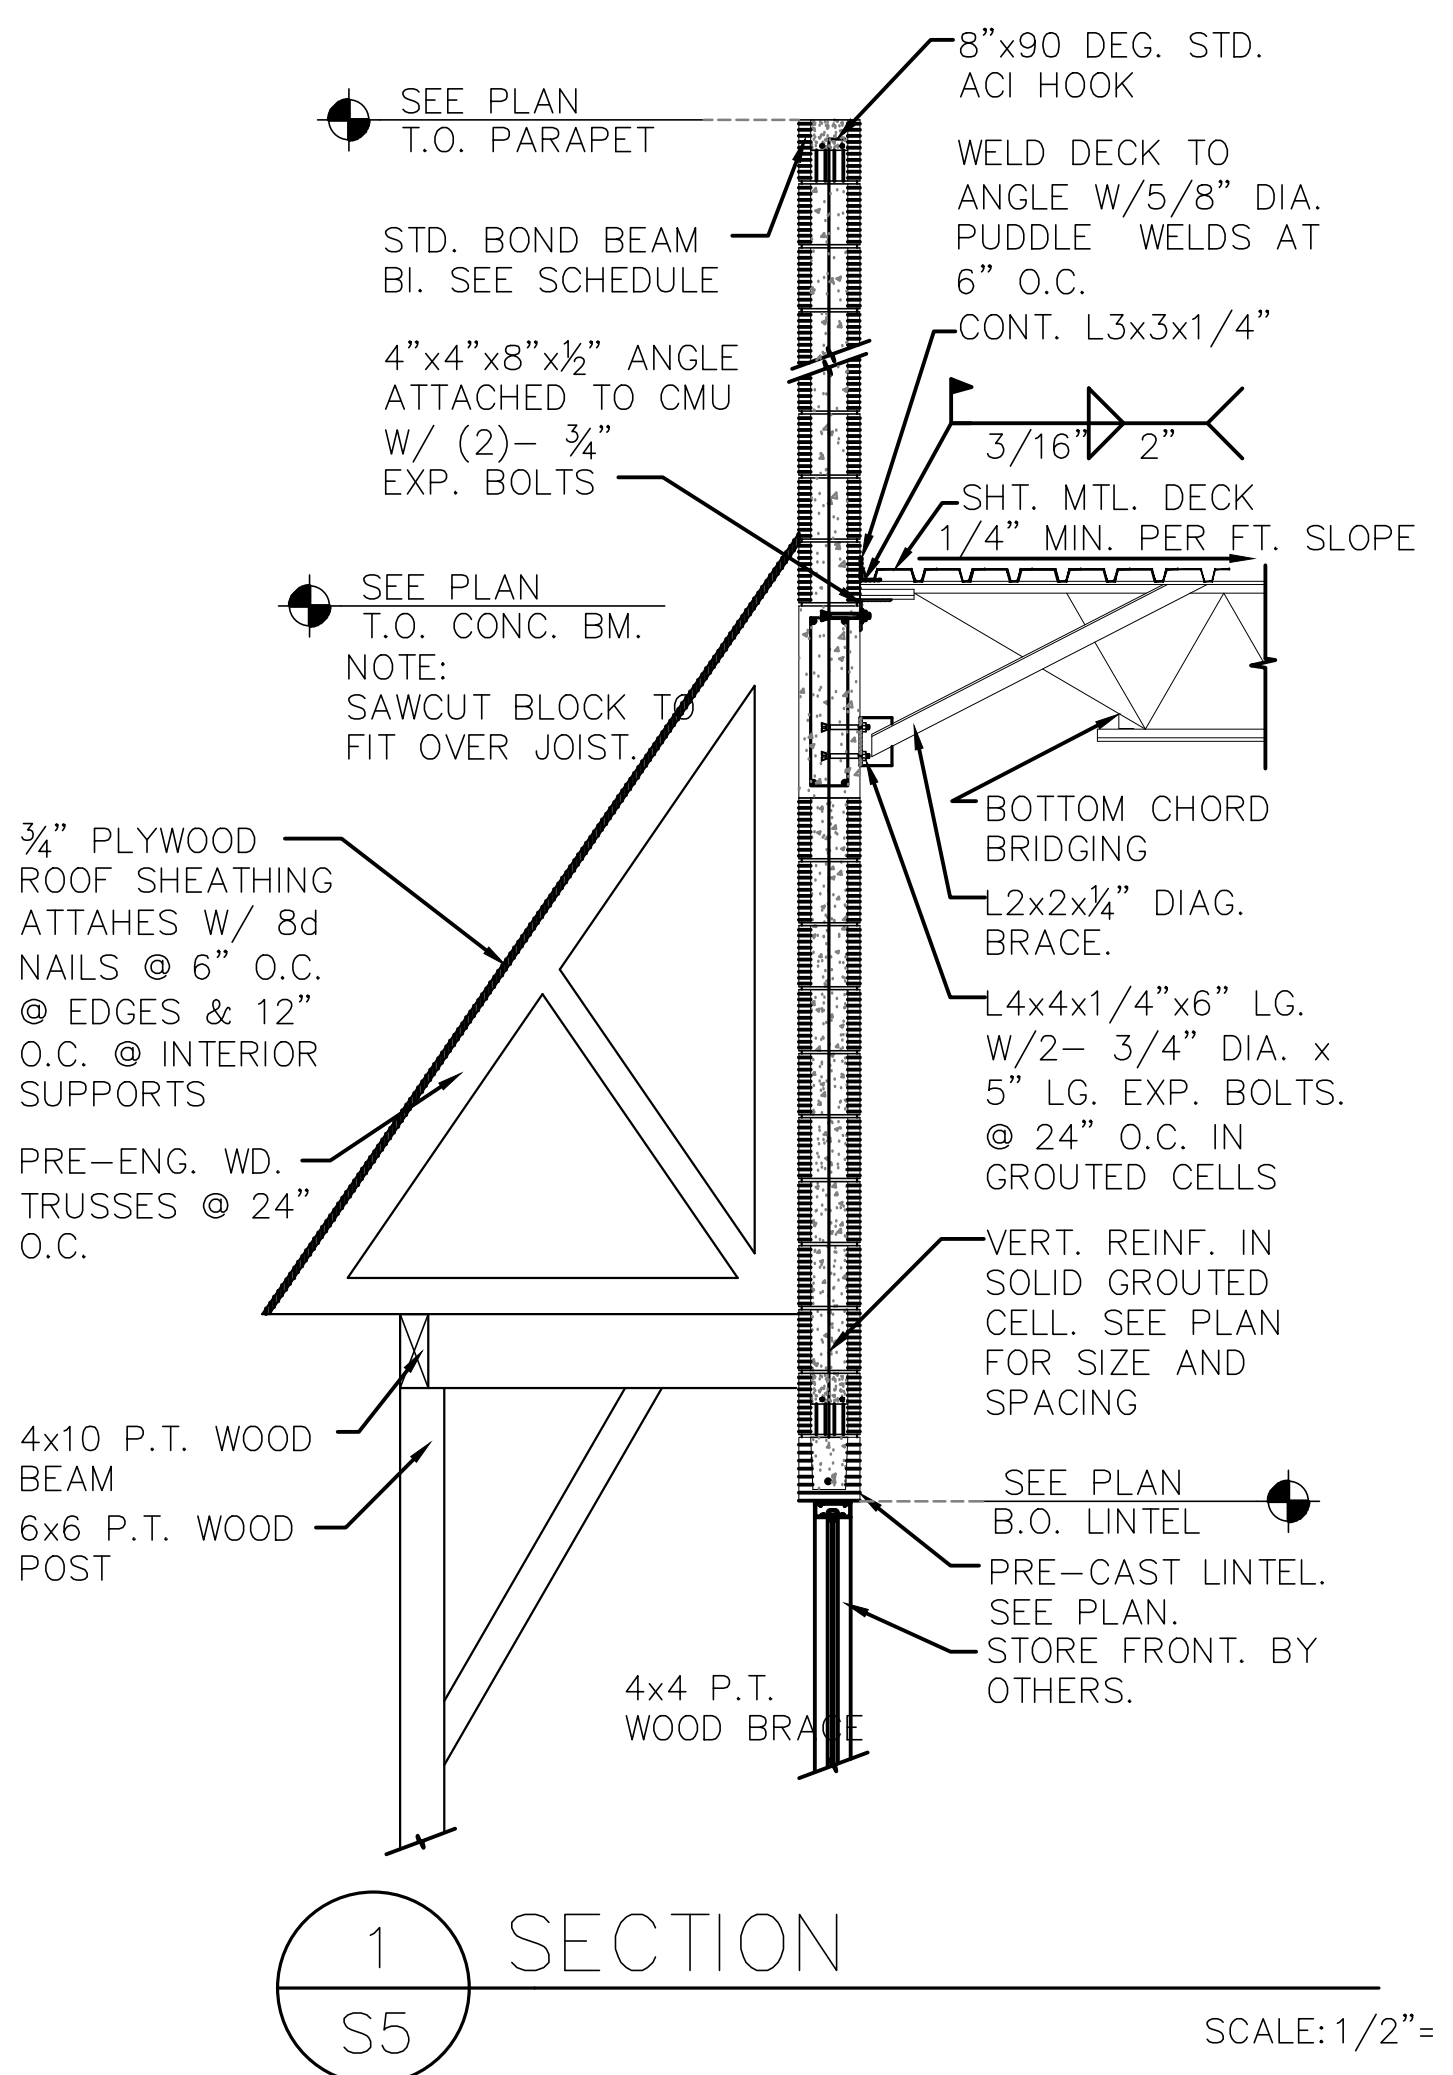 8”x90 DEG. STD.
ACI HOOK
SEE PLAN
T.O. PARAPET
WELD DECK TO
ANGLE W/5/8” DIA.
PUDDLE WELDS AT
6” O.C.
STD. BOND BEAM
BI. SEE SCHEDULE
CONT. L3x3x1/4”
4”x4”x8”x½” ANGLE
ATTACHED TO CMU
W/ (2)– ¾”
EXP. BOLTS
3/16” 2”
SHT. MTL. DECK
1/4” MIN. PER FT. SLOPE
SEE PLAN
T.O. CONC. BM.
NOTE:
SAWCUT BLOCK TO
FIT OVER JOIST.
BOTTOM CHORD
BRIDGING
¾” PLYWOOD
ROOF SHEATHING
ATTAHES W/ 8d
NAILS @ 6” O.C.
@ EDGES & 12”
O.C. @ INTERIOR
SUPPORTS
L2x2x¼” DIAG.
BRACE.
L4x4x1/4”x6” LG.
W/2– 3/4” DIA. x
5” LG. EXP. BOLTS.
@ 24” O.C. IN
GROUTED CELLS
PRE–ENG. WD.
TRUSSES @ 24”
O.C.
VERT. REINF. IN
SOLID GROUTED
CELL. SEE PLAN
FOR SIZE AND
SPACING
4x10 P.T. WOOD
BEAM
6x6 P.T. WOOD
POST
SEE PLAN
B.O. LINTEL
PRE–CAST LINTEL.
SEE PLAN.
STORE FRONT. BY
OTHERS.
4x4 P.T.
WOOD BRACE
1
S5
SECTION
SCALE: 1/2”=